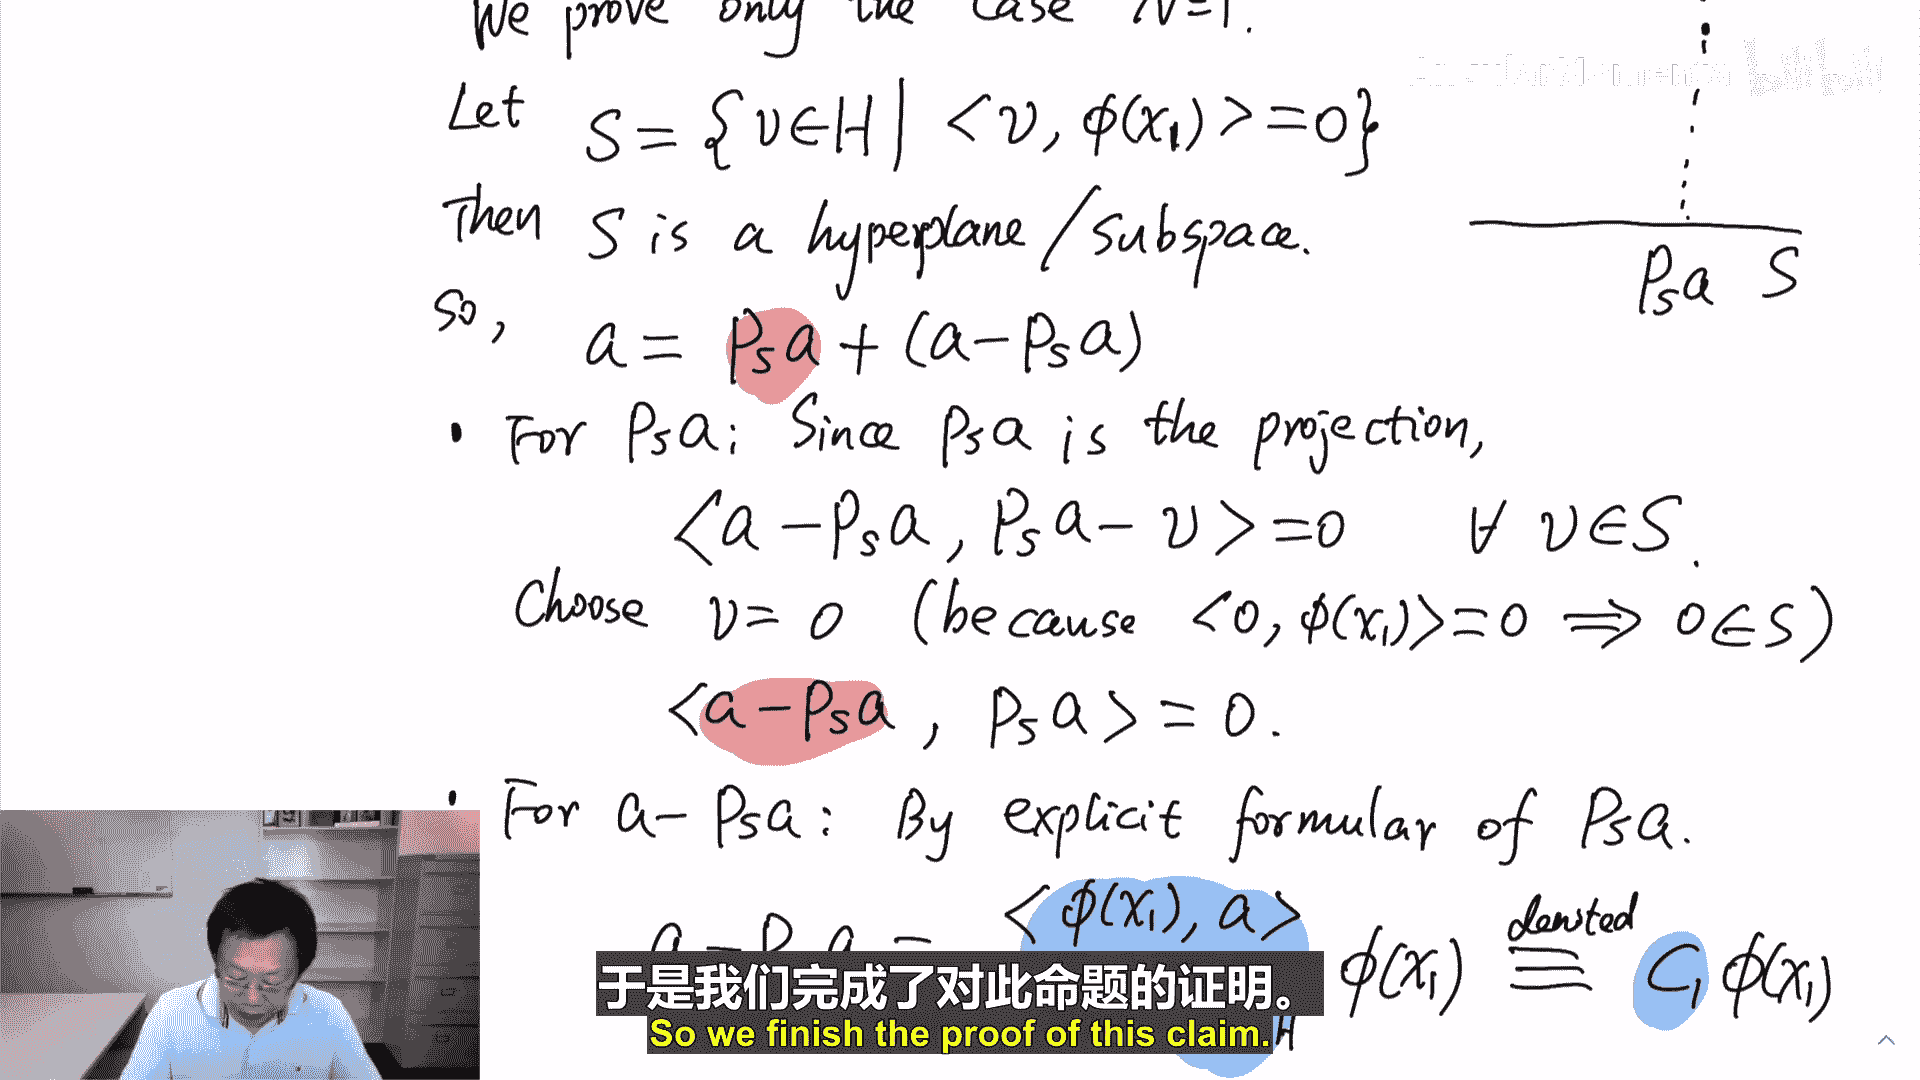 We prove only the case N=1.
Let S = {v∈H | <v, ϕ(x₁)>=0}
Then S is a hyperplane/subspace.
Psa S
So, a = Psa + (a-Psa)
• For Psa: Since Psa is the projection,
<a-Psa, Psa-v>=0 ∀ v∈S.
Choose v=0 (because <0, ϕ(x₁)>=0 ⟹ 0∈S)
<a-Psa, Psa>=0.
• For a-Psa: By explicit formular of Psa.
a-Psa = <ϕ(x₁), a> ϕ(x₁) ≡ denoted C₁ ϕ(x₁)
H
于是我们完成了对此命题的证明。
So we finish the proof of this claim.